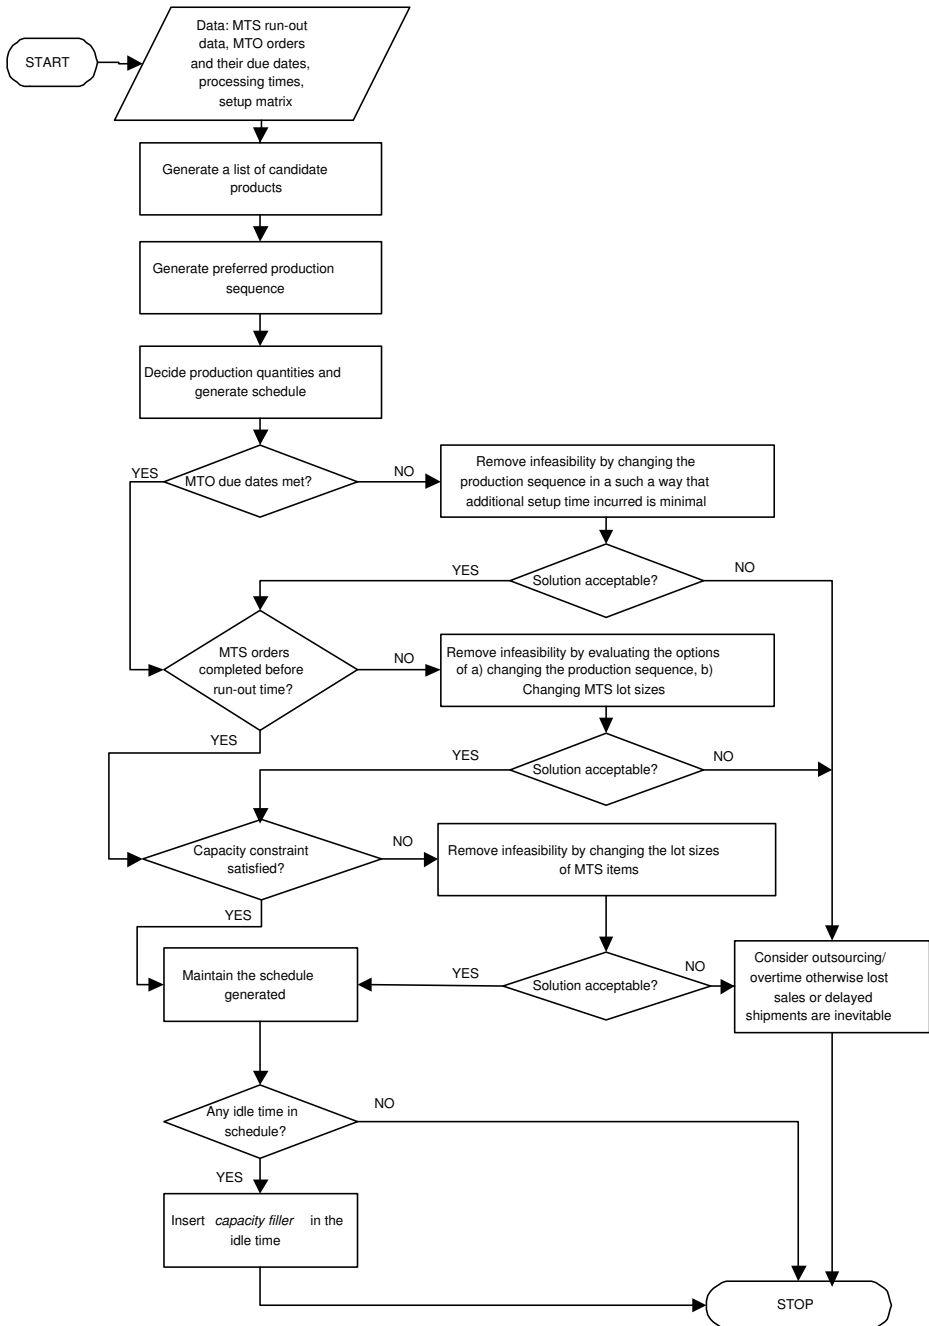 START
Data: MTS run-out
data, MTO orders
and their due dates,
processing times,
setup matrix
Generate a list of candidate
products
Generate preferred production
sequence
Decide production quantities and
generate schedule
MTO due dates met?
YES
NO
Remove infeasibility by changing the
production sequence in a such a way that
additional setup time incurred is minimal
Solution acceptable?
YES
NO
MTS orders
completed before
run-out time?
NO
YES
Remove infeasibility by evaluating the options
of a) changing the production sequence, b)
Changing MTS lot sizes
Solution acceptable?
YES
NO
Capacity constraint
satisfied?
NO
YES
Remove infeasibility by changing the lot sizes
of MTS items
Solution acceptable?
YES
NO
Maintain the schedule
generated
Consider outsourcing/
overtime otherwise lost
sales or delayed
shipments are inevitable
Any idle time in
schedule?
NO
YES
Insert capacity filler in the
idle time
STOP